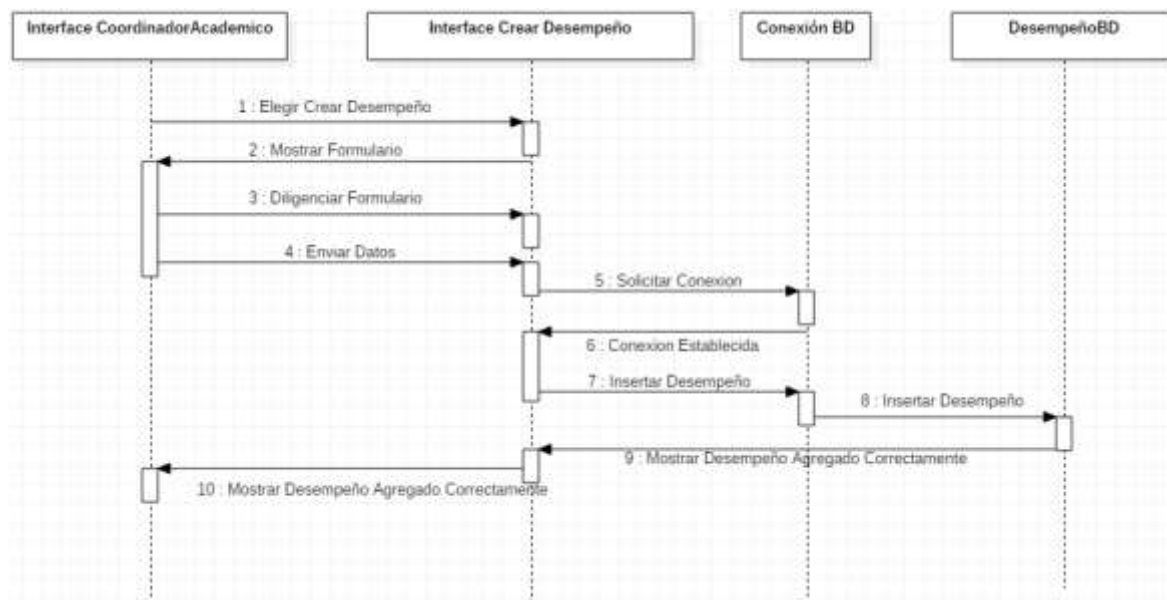 Interface CoordinadorAcademico
Interface Crear Desempeño
Conexión BD
DesempeñoBD
1 : Elegir Crear Desempeño
2 : Mostrar Formulario
3 : Diligenciar Formulario
4 : Enviar Datos
5 : Solicitar Conexion
6 : Conexion Establecida
7 : Insertar Desempeño
8 : Insertar Desempeño
9 : Mostrar Desempeño Agregado Correctamente
10 : Mostrar Desempeño Agregado Correctamente